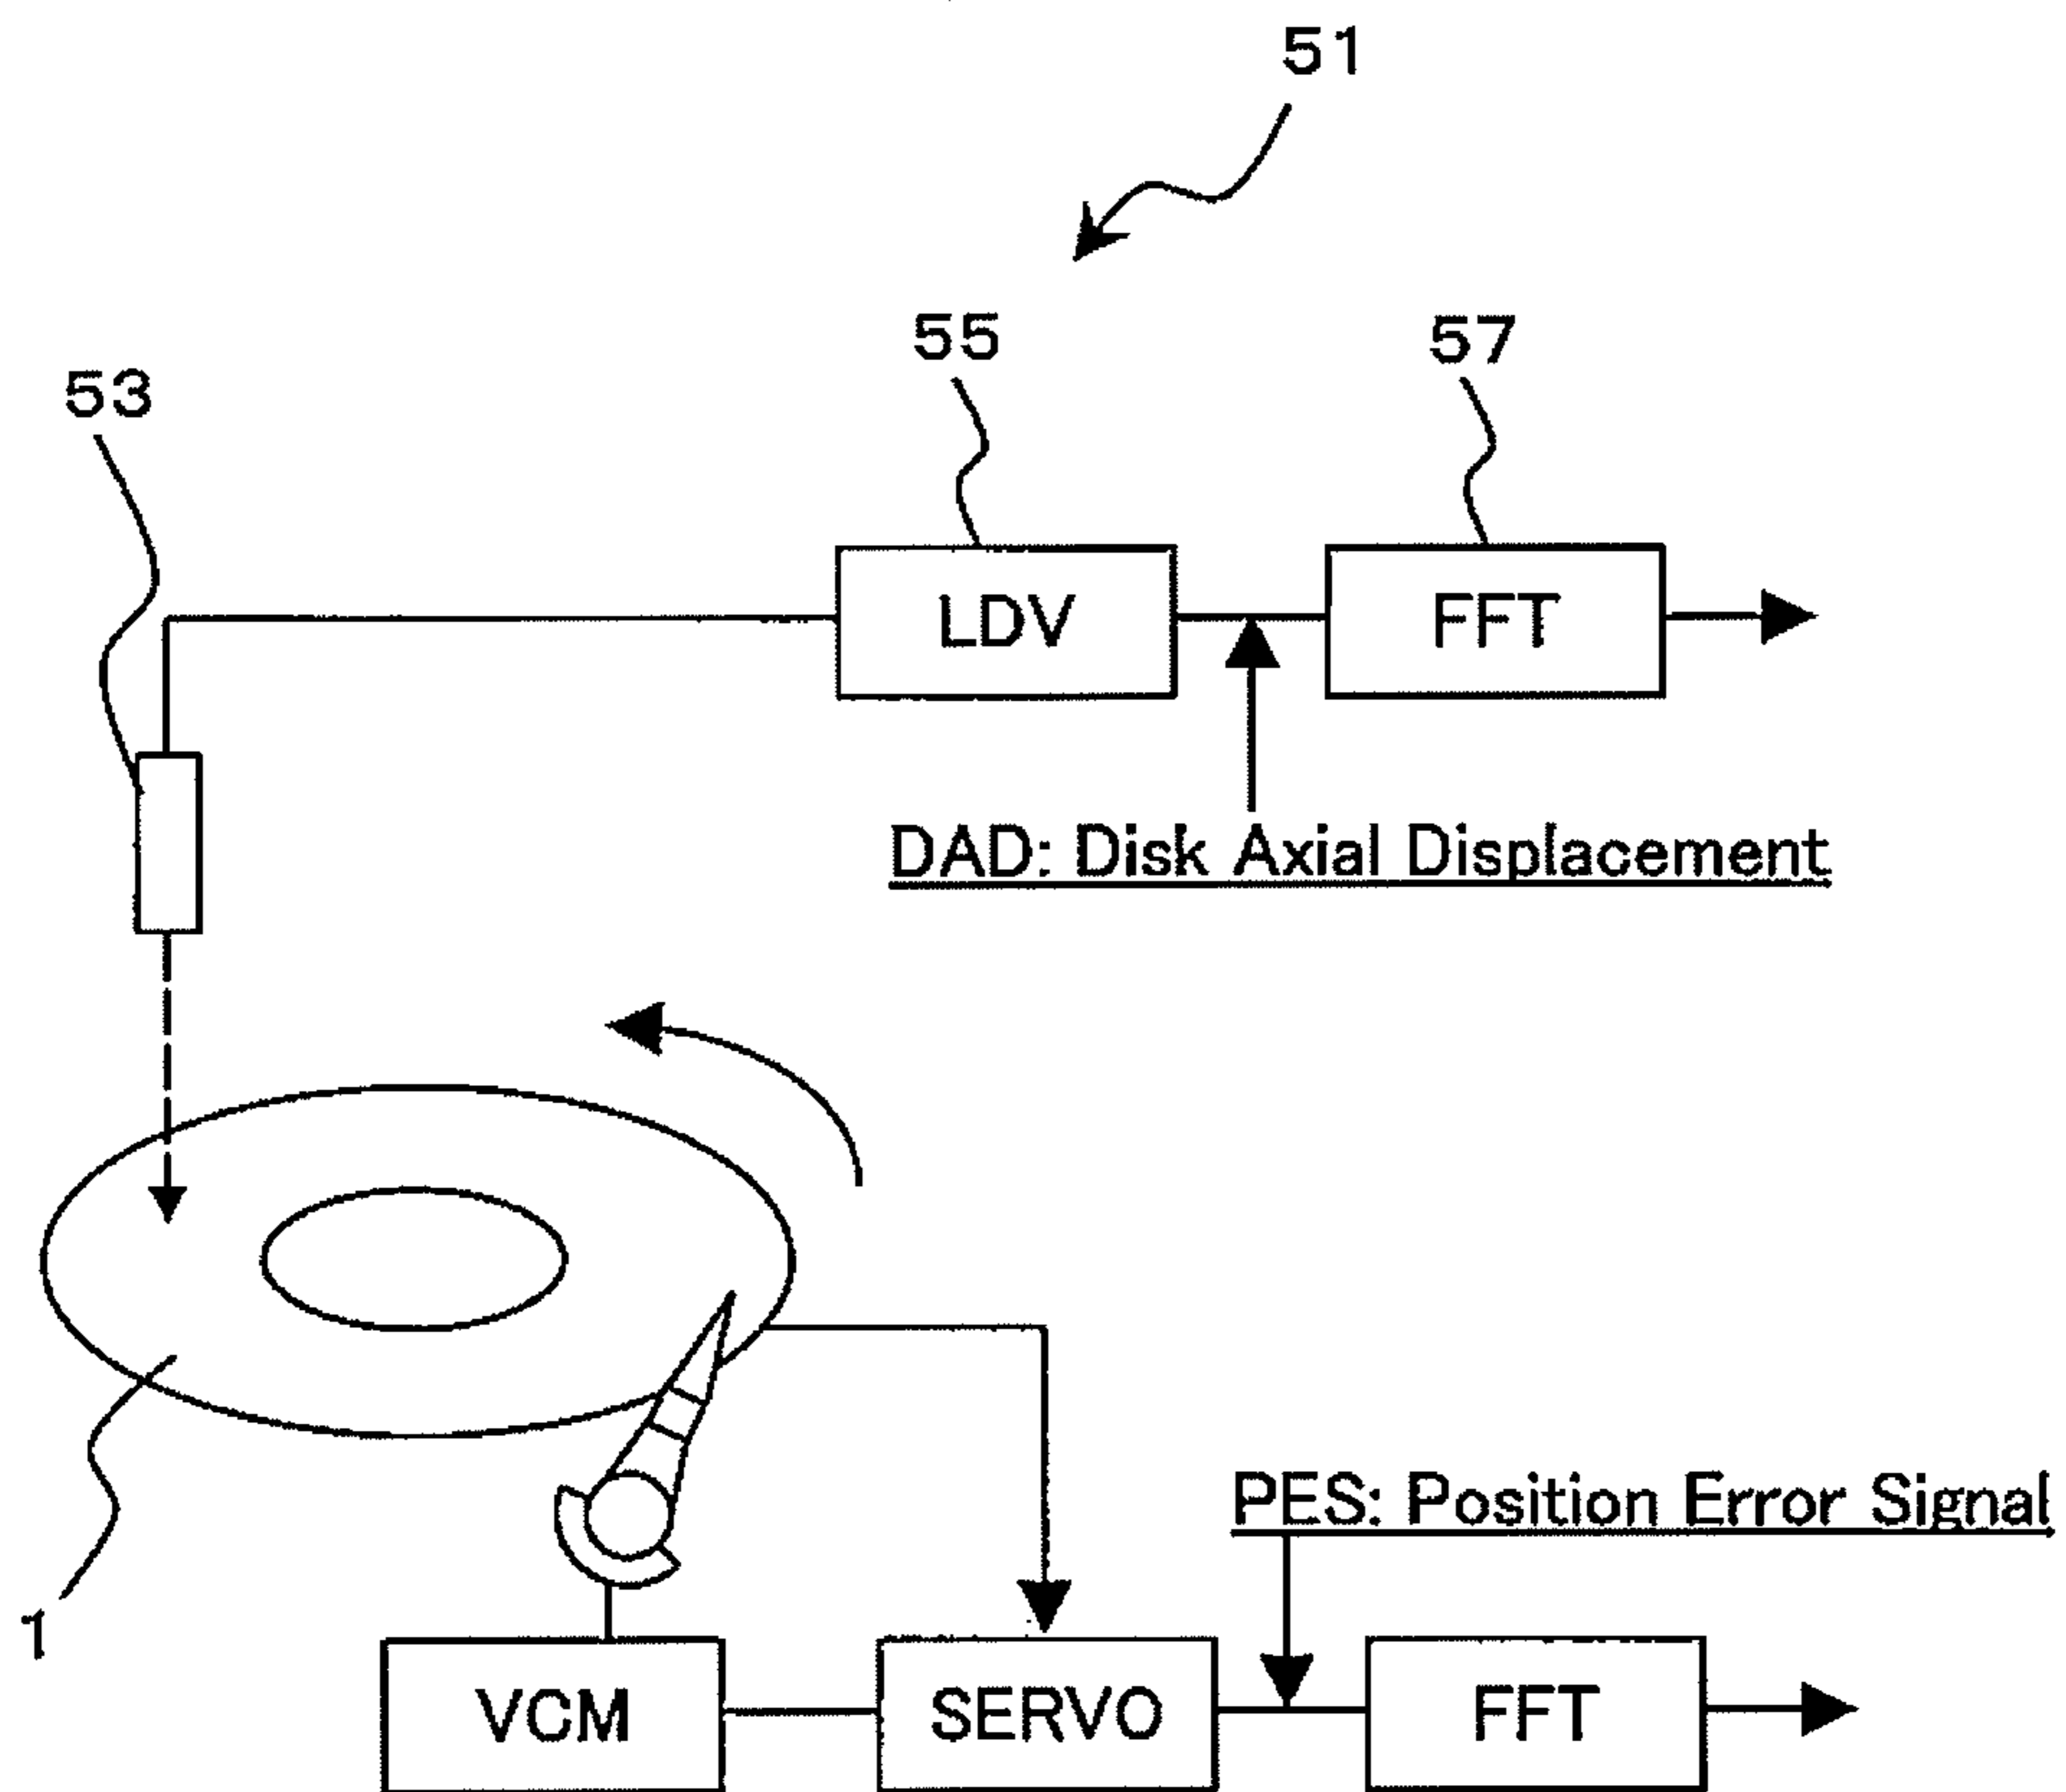 51
55
57
53
LDV
FFT
DAD: Disk Axial Displacement
PES: Position Error Signal
1
VCM
SERVO
FFT